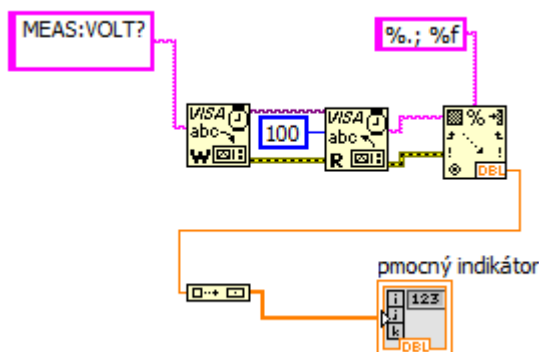 MEAS:VOLT?
%.; %f
VISA
abc
W
100
VISA
abc
R
%
DBL
pmocný indikátor
i
j
k
123
DBL